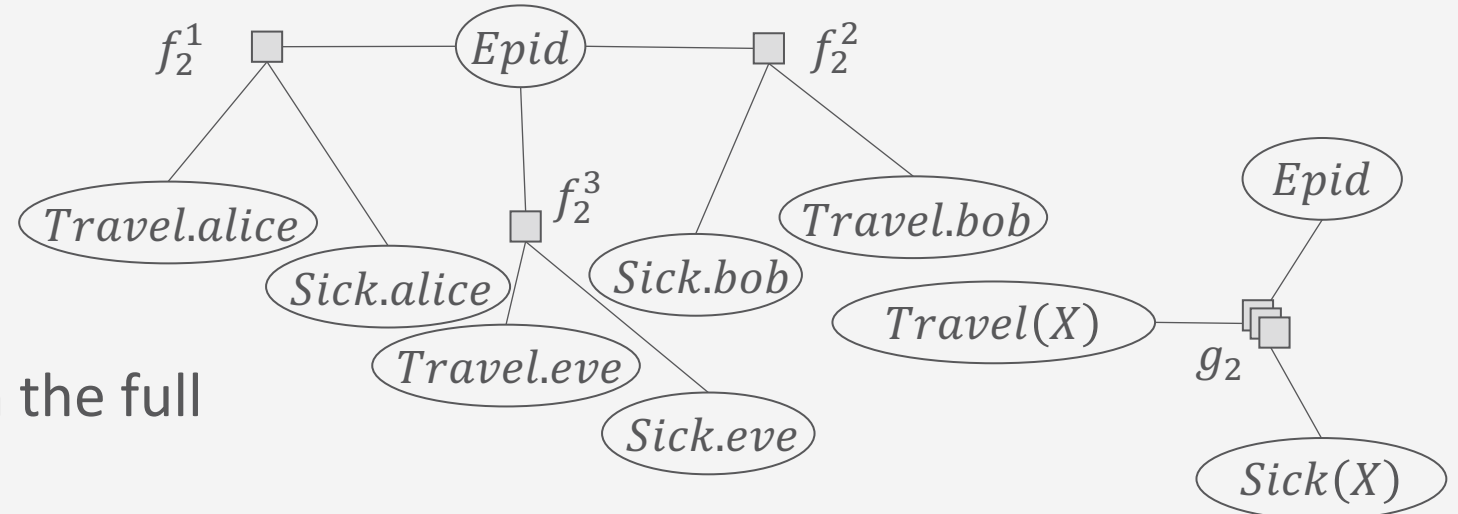 f_2^1
Epid
f_2^2
Travel.alice
Sick.alice
f_2^3
Sick.bob
Travel.bob
Travel.eve
Sick.eve
the full
Epid
Travel(X)
g_2
Sick(X)